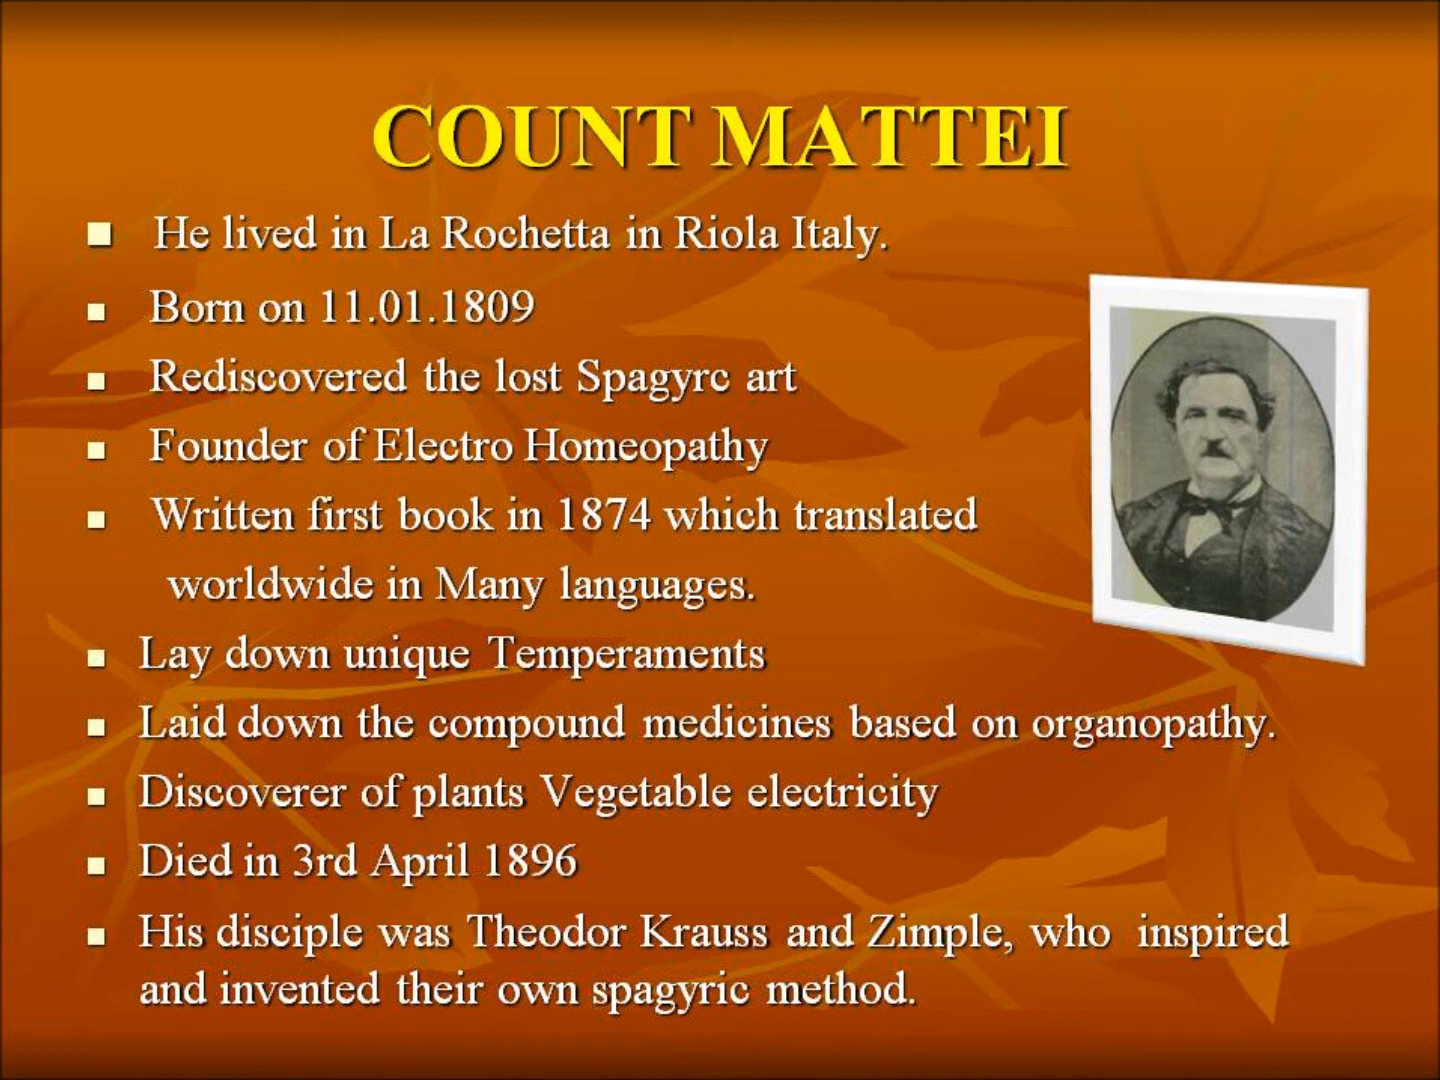 COUNT MATTEI
He lived in La Rochetta in Riola Italy.
Born on 11.01.1809
Rediscovered the lost Spagyrc art
Founder of Electro Homeopathy
Written first book in 1874 which translated
worldwide in Many languages.
Lay down unique Temperaments
Laid down the compound medicines based on organopathy.
Discoverer of plants Vegetable electricity
Died in 3rd April 1896
His disciple was Theodor Krauss and Zimple, who inspired
and invented their own spagyric method.